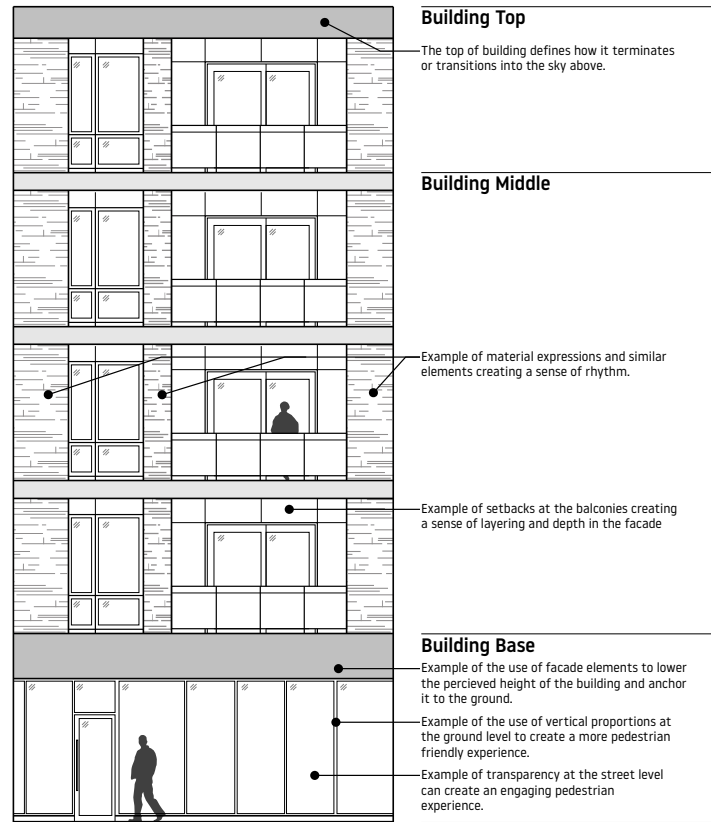 Building Top
The top of building defines how it terminates
or transitions into the sky above.
Building Middle
Example of material expressions and similar
elements creating a sense of rhythm.
Example of setbacks at the balconies creating
a sense of layering and depth in the facade
Building Base
Example of the use of facade elements to lower
the percieved height of the building and anchor
it to the ground.
Example of the use of vertical proportions at
the ground level to create a more pedestrian
friendly experience.
Example of transparency at the street level
can create an engaging pedestrian
experience.